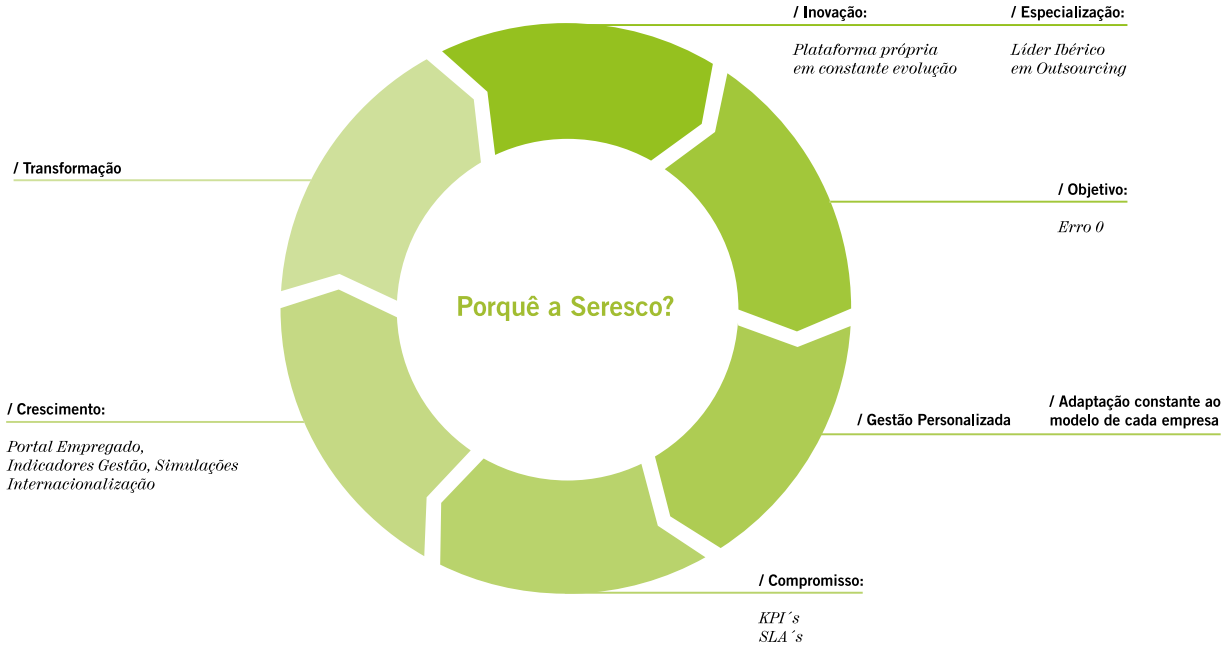 / Inovação:
Plataforma própria
em constante evolução
/ Especialização:
Líder Ibérico
em Outsourcing
/ Transformação
/ Objetivo:
Erro 0
Porquê a Seresco?
/ Crescimento:
Portal Empregado,
Indicadores Gestão, Simulações
Internacionalização
/ Gestão Personalizada
/ Adaptação constante ao
modelo de cada empresa
/ Compromisso:
KPI´s
SLA´s